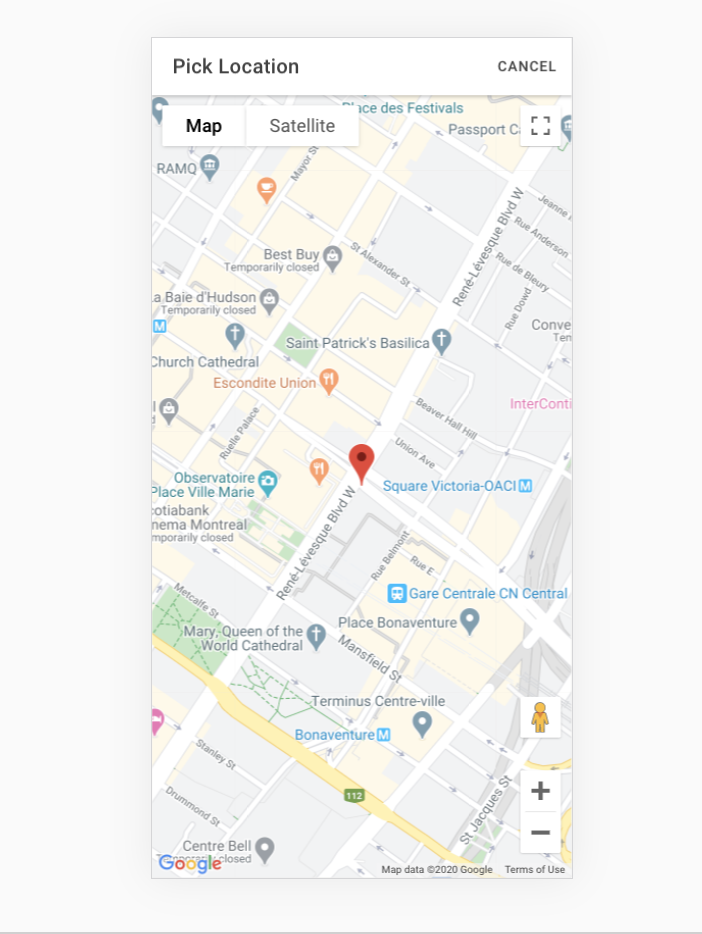 Pick Location
CANCEL
Map
Satellite
Place des Festivals
Passport
RAMQ
Mayor St
René-Lévesque Blvd W
Jeanne
Rue Anderson
Best Buy
Temporarily closed
St Alexander St
Rue de Bleury
a Baie d'Hudson
Temporarily closed
Rue Dowd
M
Saint Patrick's Basilica
Conve
Ten
Church Cathedral
Escondite Union
InterConti
Beaver Hall Hill
Ruelle Palace
Union Ave
Observatoire
Place Ville Marie
Square Victoria-OACI M
cotiabank
nema Montreal
mporarily closed
René-Lévesque Blvd W
Rue Belmont
Rue E
Gare Centrale CN Central
Metcalfe St
Place Bonaventure
Mary, Queen of the
World Cathedral
Mansfield St
Terminus Centre-ville
Bonaventure M
Stanley St
112
Drummond St
St Jacques St
+
−
Centre Bell
closed
Google
Map data ©2020 Google
Terms of Use